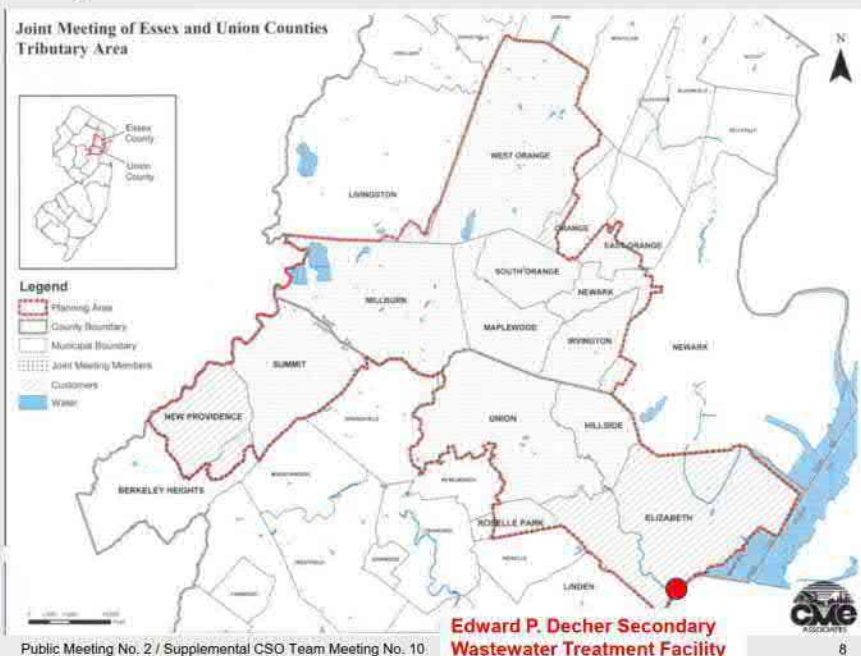 Joint Meeting of Essex and Union Counties
Tributary Area
N
Essex
County
Union
County
WEST ORANGE
LIVINGSTON
ORANGE
EAST ORANGE
SOUTH ORANGE
NEWARK
MILLBURN
MAPLEWOOD
IRVINGTON
NEWARK
SUMMIT
NEW PROVIDENCE
UNION
HILLSIDE
BERKELEY HEIGHTS
ELIZABETH
ROSELLE PARK
LINDEN
Legend
Planning Area
County Boundary
Municipal Boundary
Joint Meeting Members
Customers
Water
CME
ASSOCIATES
Edward P. Decher Secondary
Wastewater Treatment Facility
Public Meeting No. 2 / Supplemental CSO Team Meeting No. 10
8